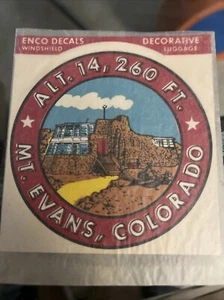 ENCO DECALS DECORATIVE
WINDSHIELD LUGGAGE
ALT. 14, 260 FT.
MT. EVANS, COLORADO